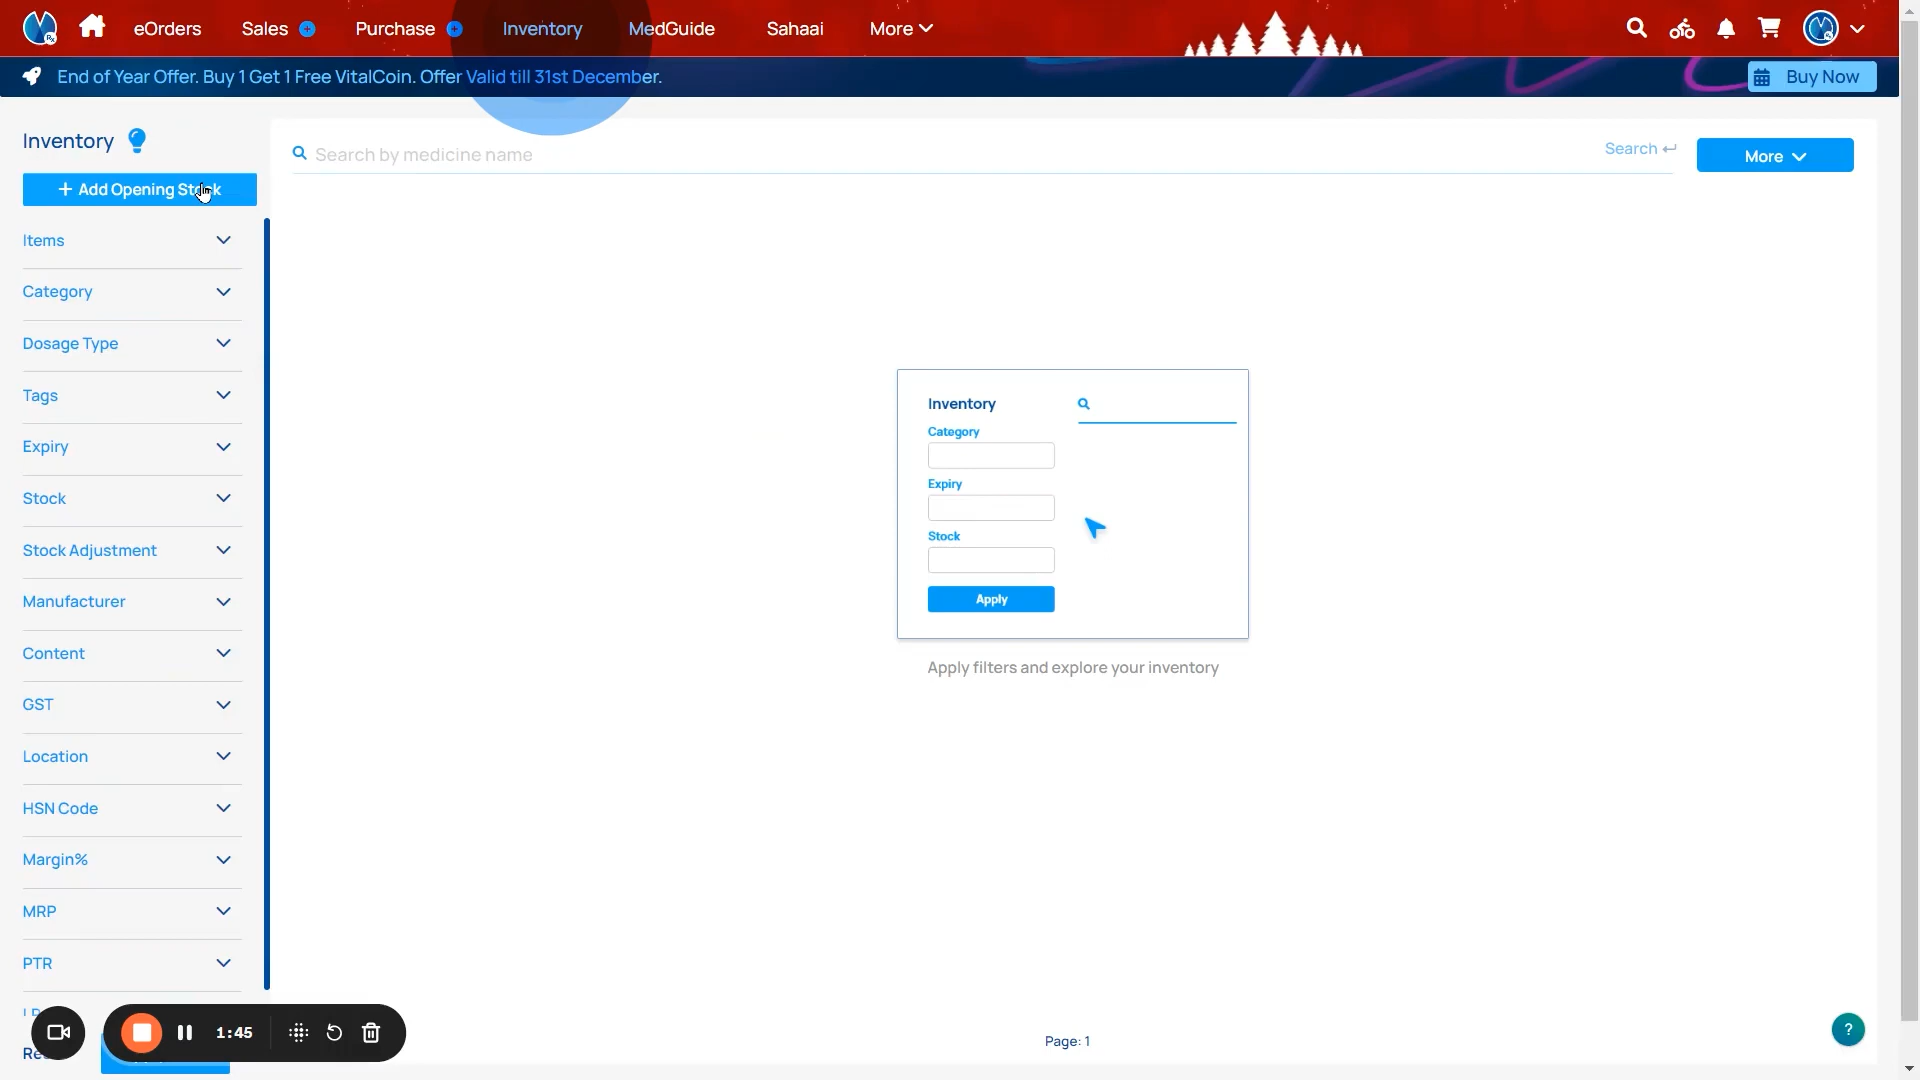 eOrders Sales Purchase Inventory MedGuide Sahaai More
End of Year Offer. Buy 1 Get 1 Free VitalCoin. Offer Valid till 31st December.
Buy Now
Inventory
+ Add Opening Stock
Search by medicine name
Search
More
Items
Category
Dosage Type
Tags
Expiry
Stock
Stock Adjustment
Manufacturer
Content
GST
Location
HSN Code
Margin%
MRP
PTR
Inventory
Category
Expiry
Stock
Apply
Apply filters and explore your inventory
1:45
Page: 1
?